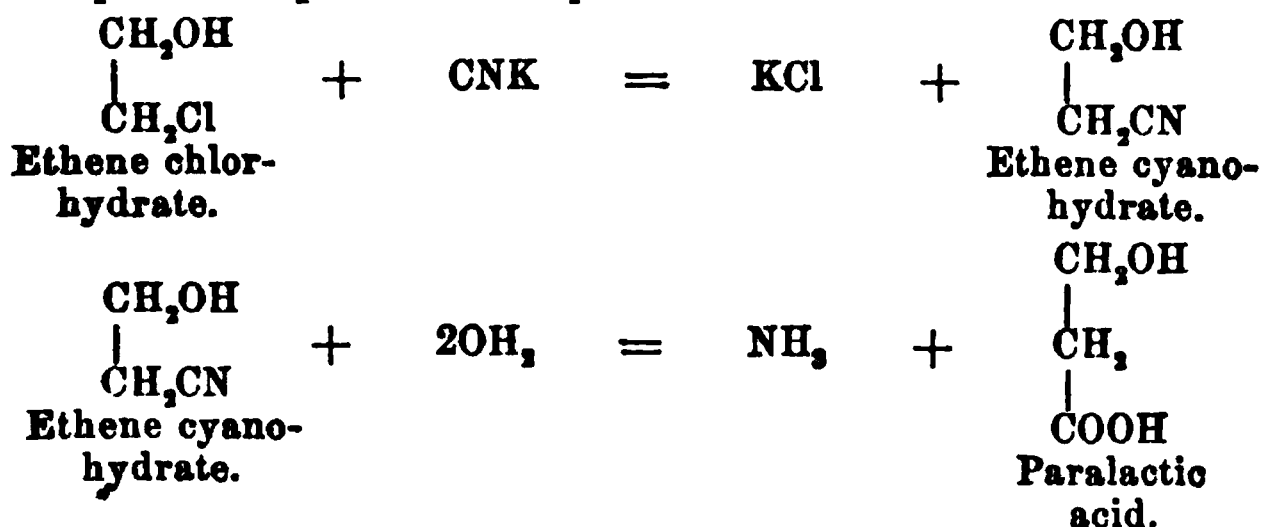 CH₂OH CH₂OH
+ CNK = KCl +
CH₂Cl CH₂CN
Ethene chlor- Ethene cyano-
hydrate. hydrate.
CH₂OH
CH₂OH
+ 2OH₂ = NH₃ + CH₂
CH₂CN
Ethene cyano- COOH
hydrate. Paralactic
acid.